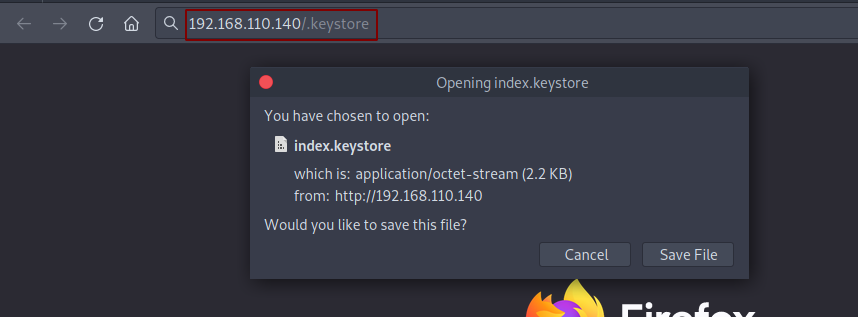 192.168.110.140/.keystore
Opening index.keystore
You have chosen to open:
index.keystore
which is: application/octet-stream (2.2 KB)
from: http://192.168.110.140
Would you like to save this file?
Cancel Save File
Firefox